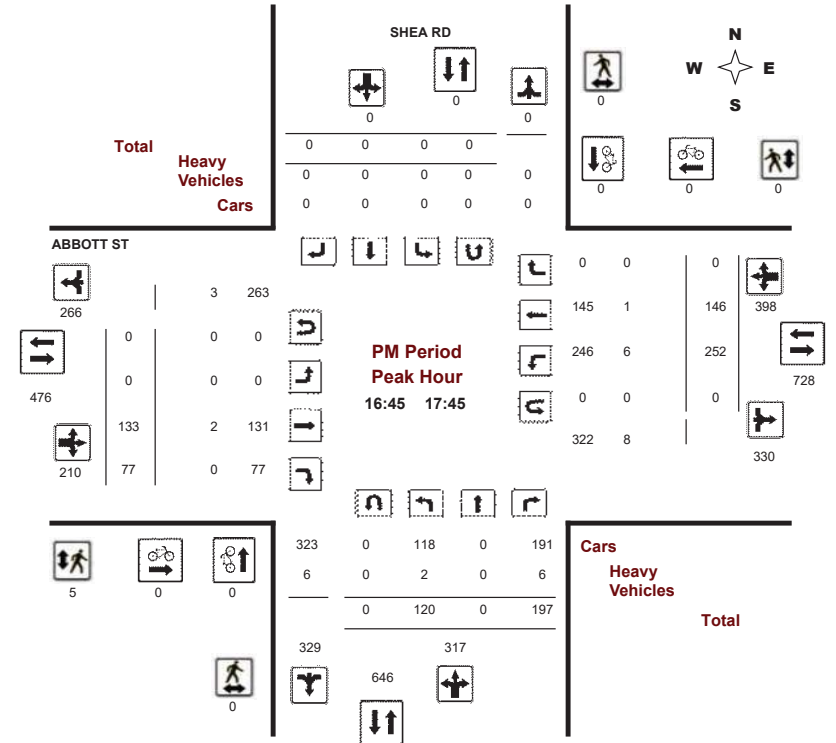 SHEA RD
N
W E
S
0
0
0
0
Total
0 0 0 0
Heavy
Vehicles
0 0 0 0 0
Cars
0 0 0 0 0
0 0 0
ABBOTT ST
266
3 263
0 0 0
0 0 0
476
133 2 131
210
77 0 77
PM Period
Peak Hour
16:45 17:45
0 0 0
145 1 146 398
246 6 252
728
0 0 0
322 8
330
5 0 0
0
323 0 118 0 191
6 0 2 0 6
0 120 0 197
329 317
646
Cars
Heavy
Vehicles
Total